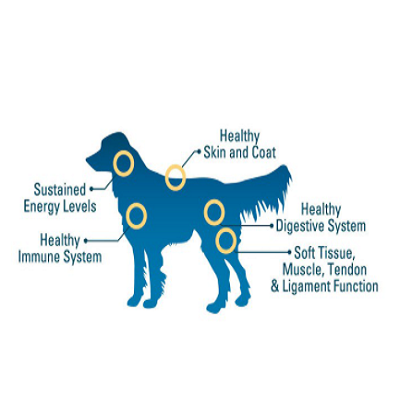 Healthy
Skin and Coat
Sustained
Energy Levels
Healthy
Digestive System
Healthy
Immune System
Soft Tissue,
Muscle, Tendon
& Ligament Function